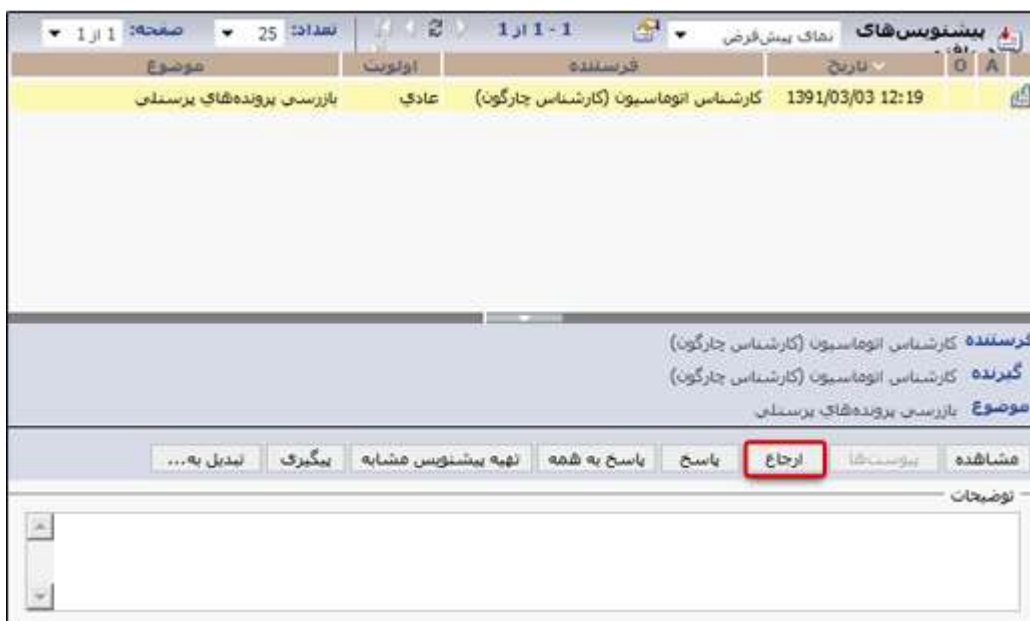 پیشنویس‌های نمای پیش‌فرض 1 - 1 از 1 تعداد: 25 صفحه: 1 از 1
A O تاریخ فرستنده اولویت موضوع
1391/03/03 12:19 کارشناس اتوماسیون (کارشناس چارگون) عادي بازرسی پرونده‌های پرسنلی
فرستنده کارشناس اتوماسیون (کارشناس چارگون)
گیرنده کارشناس اتوماسیون (کارشناس چارگون)
موضوع بازرسی پرونده‌های پرسنلی
مشاهده پیوست‌ها ارجاع پاسخ پاسخ به همه تهیه پیشنویس مشابه پیگیری تبدیل به...
توضیحات